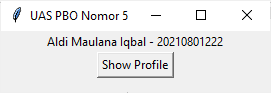 UAS PBO Nomor 5
Aldi Maulana Iqbal - 20210801222
Show Profile